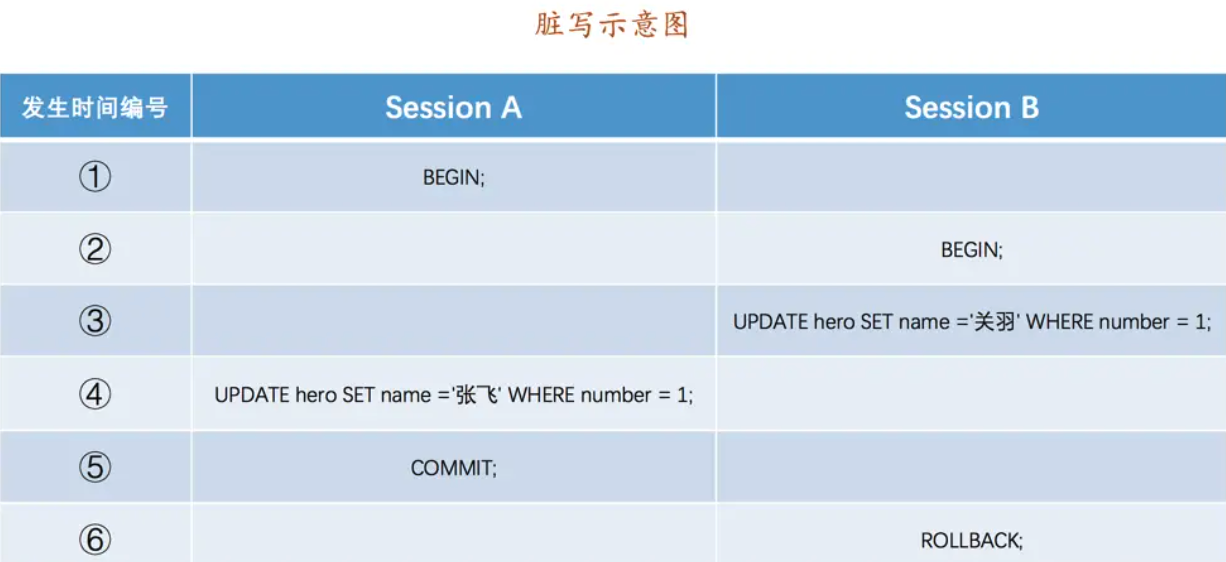 脏写示意图
发生时间编号 Session A Session B
① BEGIN;
② BEGIN;
③ UPDATE hero SET name ='关羽' WHERE number = 1;
④ UPDATE hero SET name ='张飞' WHERE number = 1;
⑤ COMMIT;
⑥ ROLLBACK;